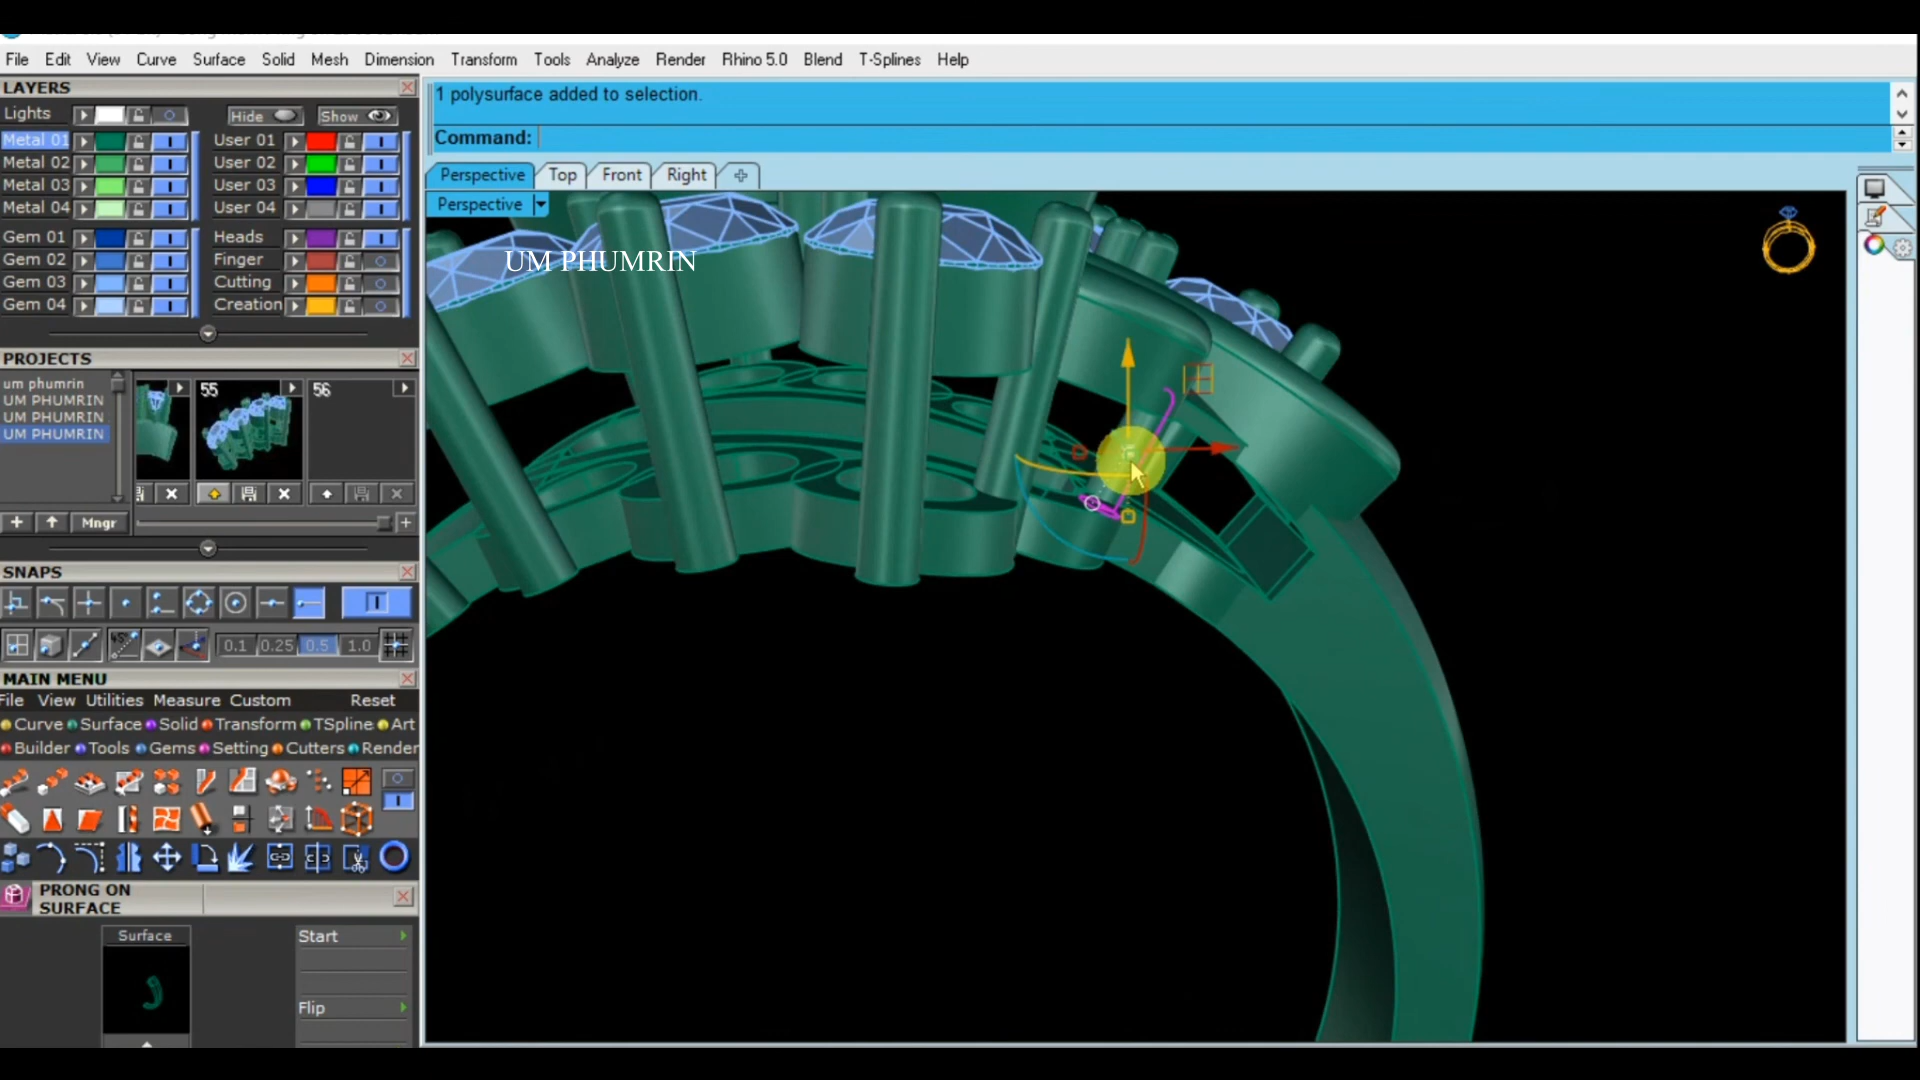 File Edit View Curve Surface Solid Mesh Dimension Transform Tools Analyze Render Rhino 5.0 Blend T-Splines Help
LAYERS
1 polysurface added to selection.
Lights Hide Show
Command:
Metal 01 User 01
Metal 02 User 02
Metal 03 User 03
Metal 04 User 04
Perspective Top Front Right
Perspective
Gem 01 Heads
Gem 02 Finger
Gem 03 Cutting
Gem 04 Creation
UM PHUMRIN
PROJECTS
um phumrin
UM PHUMRIN
UM PHUMRIN
UM PHUMRIN
55 56
Mngr
SNAPS
45°
0.1 0.25 0.5 1.0
MAIN MENU
File View Utilities Measure Custom Reset
Curve Surface Solid Transform TSpline Art
Builder Tools Gems Setting Cutters Render
PRONG ON
SURFACE
Surface
Start
Flip